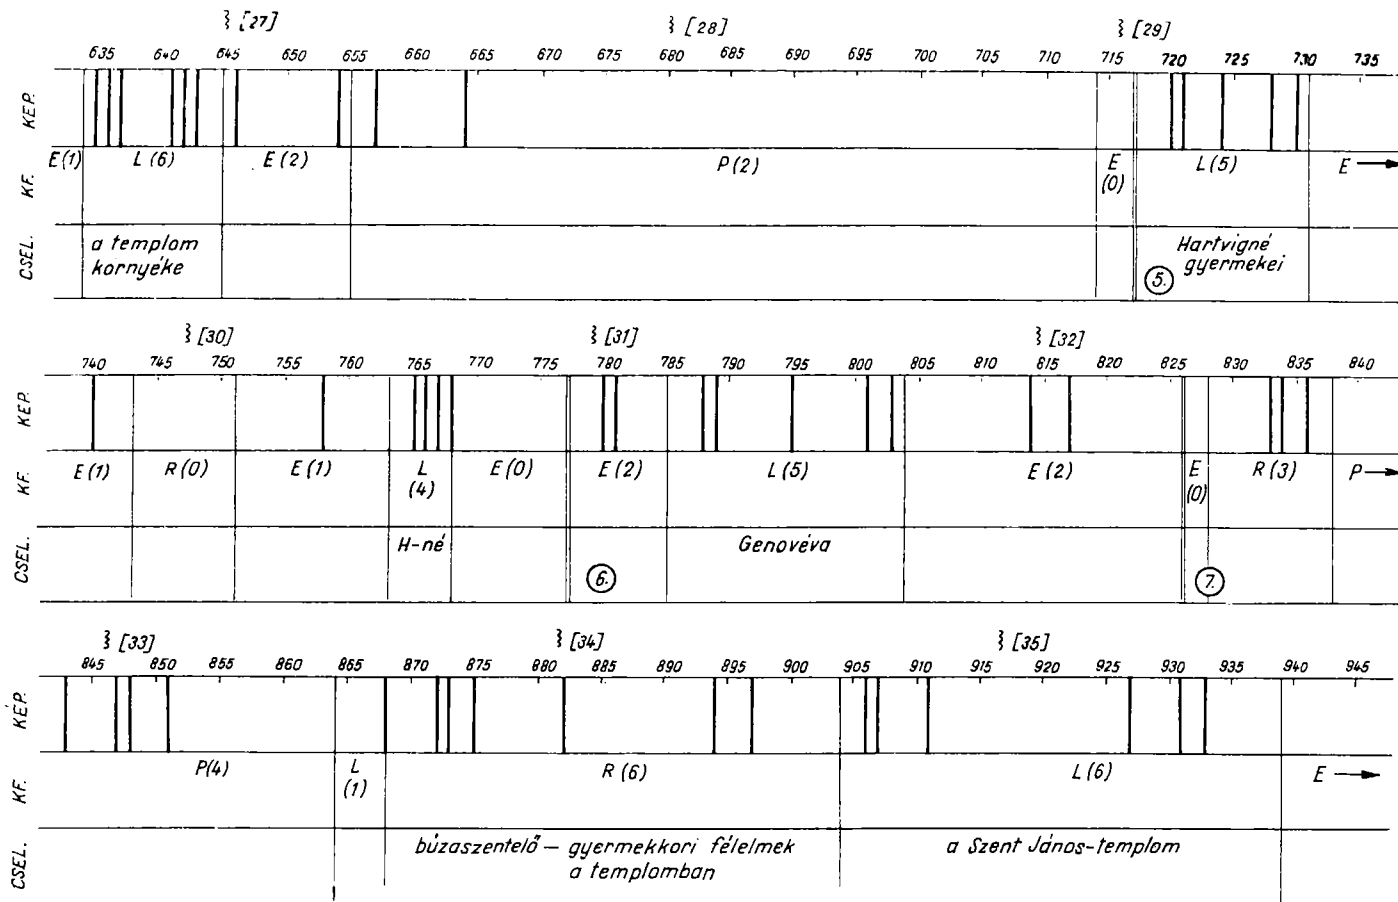 ⌇ [27] ⌇ [28] ⌇ [29]
635 640 645 650 655 660 665 670 675 680 685 690 695 700 705 710 715 720 725 730 735
KÉP.
KF. E(1) L(6) E(2) P(2) E (0) L(5) E →
CSEL. a templom környéke 5. Hartvigné gyermekei
⌇ [30] ⌇ [31] ⌇ [32]
740 745 750 755 760 765 770 775 780 785 790 795 800 805 810 815 820 825 830 835 840
KÉP.
KF. E(1) R(0) E(1) L (4) E(0) E(2) L(5) E(2) E (0) R(3) P →
CSEL. H-né 6. Genovéva 7.
⌇ [33] ⌇ [34] ⌇ [35]
845 850 855 860 865 870 875 880 885 890 895 900 905 910 915 920 925 930 935 940 945
KÉP.
KF. P(4) L (1) R(6) L(6) E →
CSEL. búzaszentelő — gyermekkori félelmek a templomban a Szent János-templom